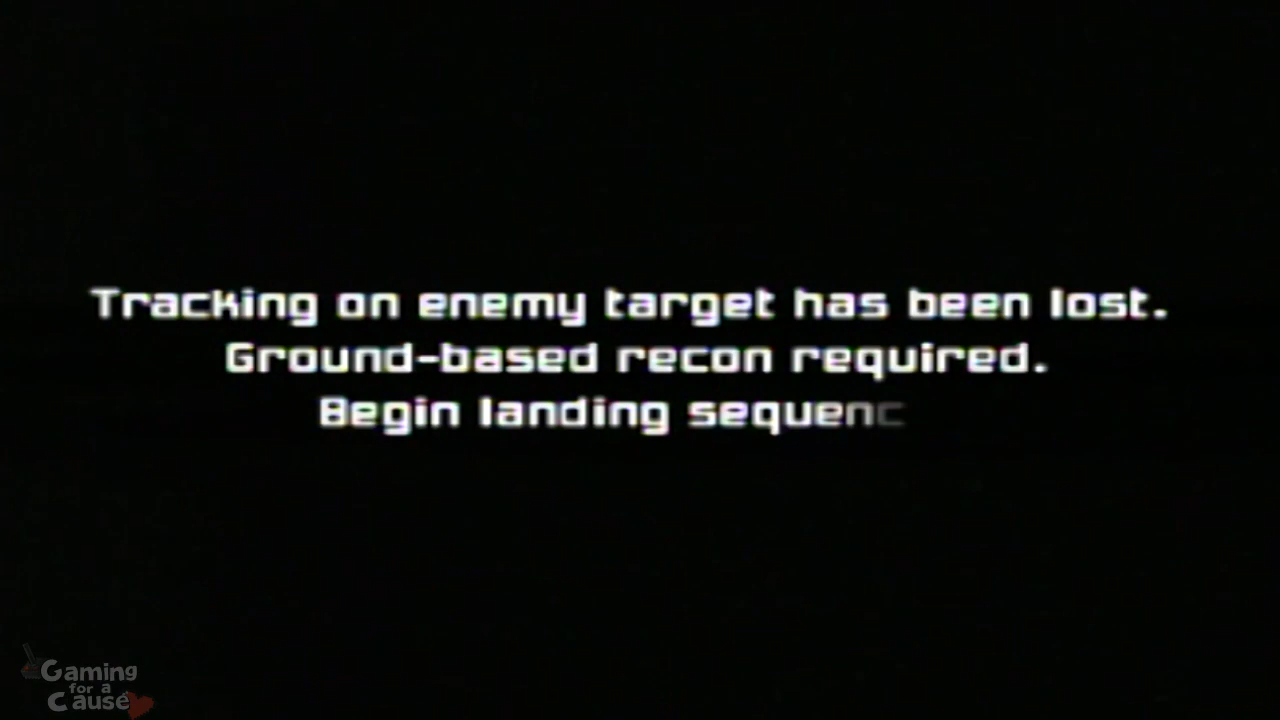 Tracking on enemy target has been lost.
Ground-based recon required.
Begin landing sequenc
Gaming
for a
Cause